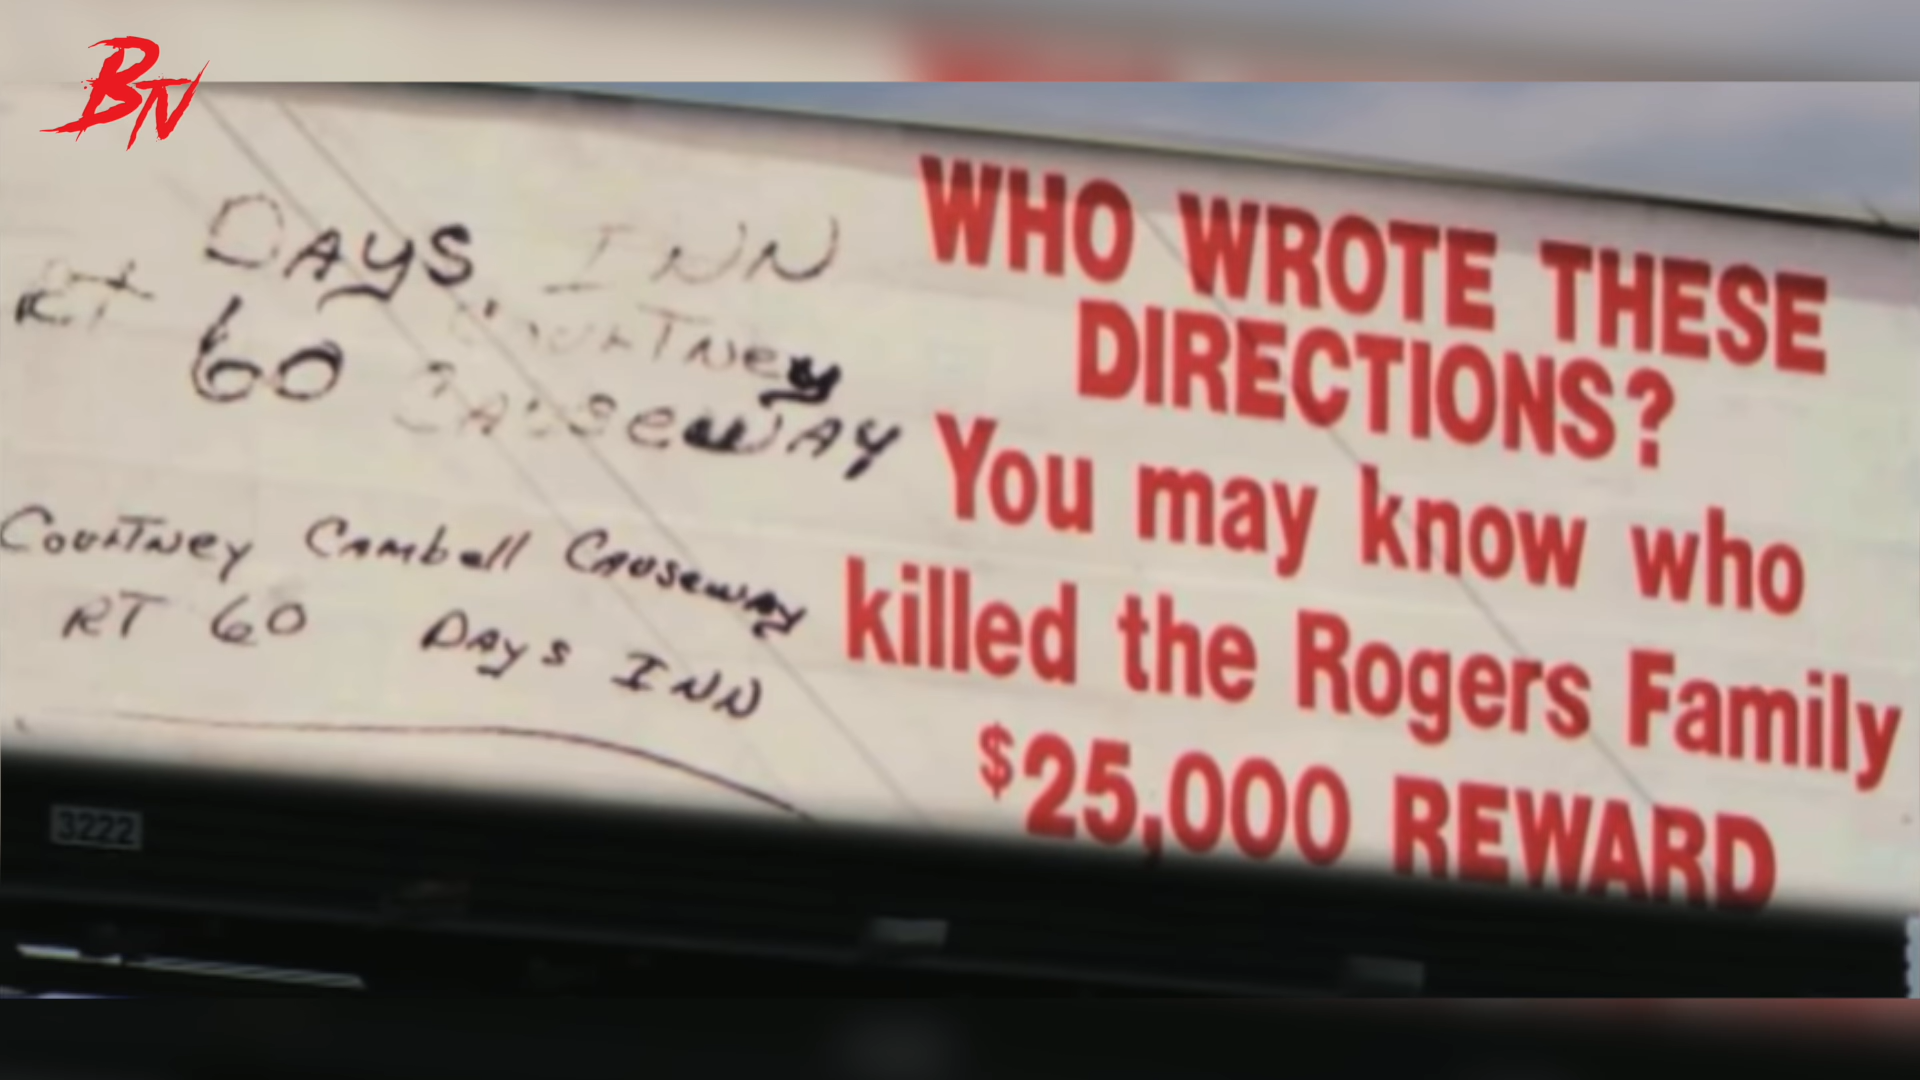 BN
DAYS INN
RT 60 COURTNEY
CAUSEWAY
COURTNEY CAMBELL CAUSEWAY
RT 60 DAYS INN
WHO WROTE THESE
DIRECTIONS?
You may know who
killed the Rogers Family
$25,000 REWARD
3222